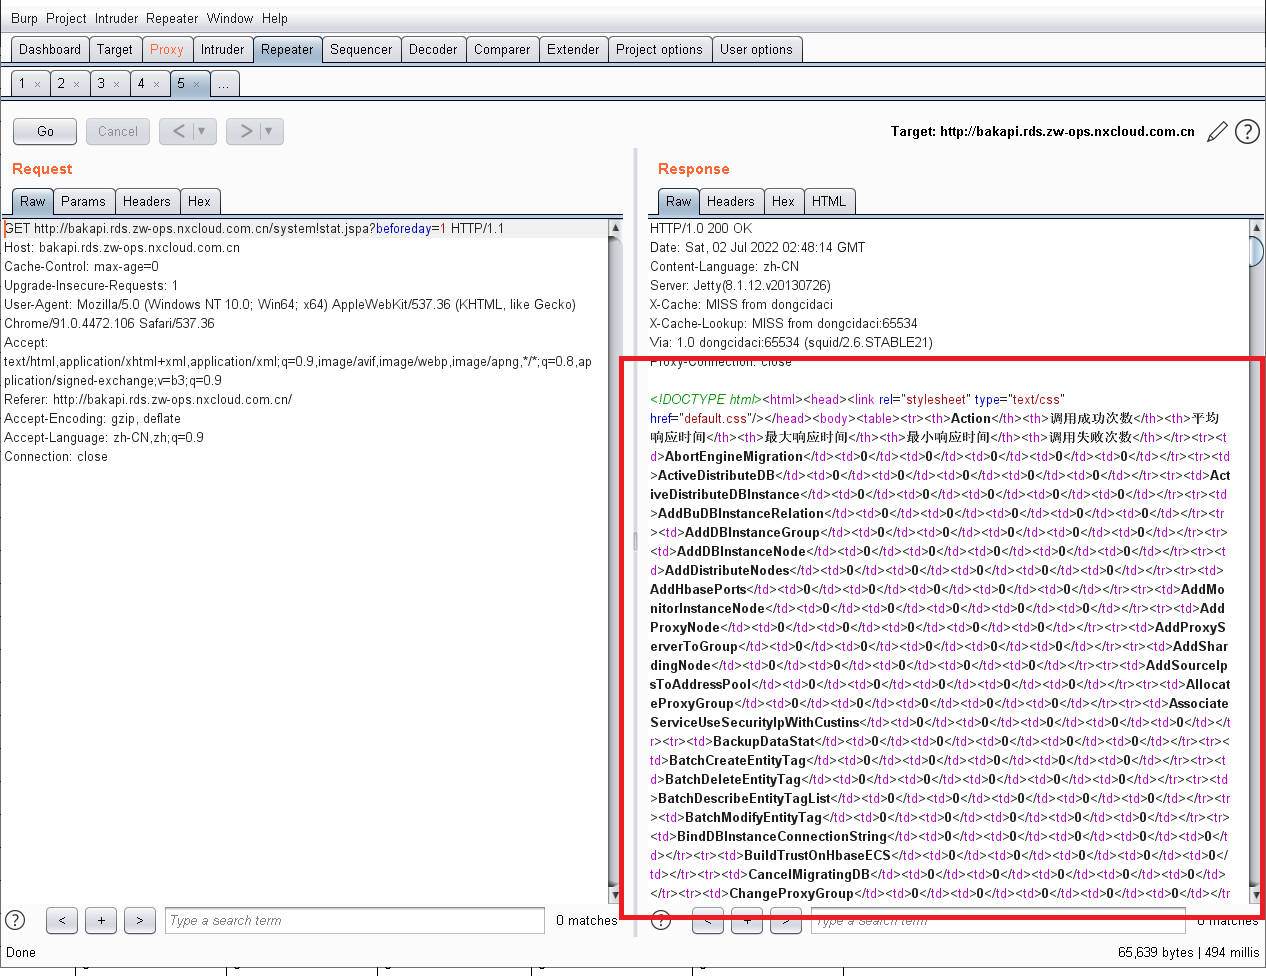 Burp Project Intruder Repeater Window Help
Dashboard Target Proxy Intruder Repeater Sequencer Decoder Comparer Extender Project options User options
1 × 2 × 3 × 4 × 5 × ...
Go Cancel < ▼ > ▼ Target: http://bakapi.rds.zw-ops.nxcloud.com.cn ?
Request
Raw Params Headers Hex
GET http://bakapi.rds.zw-ops.nxcloud.com.cn/system!stat.jspa?beforeday=1 HTTP/1.1
Host: bakapi.rds.zw-ops.nxcloud.com.cn
Cache-Control: max-age=0
Upgrade-Insecure-Requests: 1
User-Agent: Mozilla/5.0 (Windows NT 10.0; Win64; x64) AppleWebKit/537.36 (KHTML, like Gecko)
Chrome/91.0.4472.106 Safari/537.36
Accept:
text/html,application/xhtml+xml,application/xml;q=0.9,image/avif,image/webp,image/apng,*/*;q=0.8,ap
plication/signed-exchange;v=b3;q=0.9
Referer: http://bakapi.rds.zw-ops.nxcloud.com.cn/
Accept-Encoding: gzip, deflate
Accept-Language: zh-CN,zh;q=0.9
Connection: close
? < + > Type a search term 0 matches
Response
Raw Headers Hex HTML
HTTP/1.0 200 OK
Date: Sat, 02 Jul 2022 02:48:14 GMT
Content-Language: zh-CN
Server: Jetty(8.1.12.v20130726)
X-Cache: MISS from dongcidaci
X-Cache-Lookup: MISS from dongcidaci:65534
Via: 1.0 dongcidaci:65534 (squid/2.6.STABLE21)
Proxy-Connection: close
<!DOCTYPE html><html><head><link rel="stylesheet" type="text/css"
href="default.css"/></head><body><table><tr><th>Action</th><th>调用成功次数</th><th>平均
响应时间</th><th>最大响应时间</th><th>最小响应时间</th><th>调用失败次数</th></tr><tr><t
d>AbortEngineMigration</td><td>0</td><td>0</td><td>0</td><td>0</td><td>0</td></tr><tr><td
>ActiveDistributeDB</td><td>0</td><td>0</td><td>0</td><td>0</td><td>0</td></tr><tr><td>Act
iveDistributeDBInstance</td><td>0</td><td>0</td><td>0</td><td>0</td><td>0</td></tr><tr><td
>AddBuDBInstanceRelation</td><td>0</td><td>0</td><td>0</td><td>0</td><td>0</td></tr><tr
><td>AddDBInstanceGroup</td><td>0</td><td>0</td><td>0</td><td>0</td><td>0</td></tr><tr>
<td>AddDBInstanceNode</td><td>0</td><td>0</td><td>0</td><td>0</td><td>0</td></tr><tr><t
d>AddDistributeNodes</td><td>0</td><td>0</td><td>0</td><td>0</td><td>0</td></tr><tr><td>
AddHbasePorts</td><td>0</td><td>0</td><td>0</td><td>0</td><td>0</td></tr><tr><td>AddMo
nitorInstanceNode</td><td>0</td><td>0</td><td>0</td><td>0</td><td>0</td></tr><tr><td>Add
ProxyNode</td><td>0</td><td>0</td><td>0</td><td>0</td><td>0</td></tr><tr><td>AddProxyS
erverToGroup</td><td>0</td><td>0</td><td>0</td><td>0</td><td>0</td></tr><tr><td>AddShar
dingNode</td><td>0</td><td>0</td><td>0</td><td>0</td><td>0</td></tr><tr><td>AddSourceIp
sToAddressPool</td><td>0</td><td>0</td><td>0</td><td>0</td><td>0</td></tr><tr><td>Allocat
eProxyGroup</td><td>0</td><td>0</td><td>0</td><td>0</td><td>0</td></tr><tr><td>Associate
ServiceUseSecurityIpWithCustins</td><td>0</td><td>0</td><td>0</td><td>0</td><td>0</td></t
r><tr><td>BackupDataStat</td><td>0</td><td>0</td><td>0</td><td>0</td><td>0</td></tr><tr><
td>BatchCreateEntityTag</td><td>0</td><td>0</td><td>0</td><td>0</td><td>0</td></tr><tr><t
d>BatchDeleteEntityTag</td><td>0</td><td>0</td><td>0</td><td>0</td><td>0</td></tr><tr><td
>BatchDescribeEntityTagList</td><td>0</td><td>0</td><td>0</td><td>0</td><td>0</td></tr><tr
><td>BatchModifyEntityTag</td><td>0</td><td>0</td><td>0</td><td>0</td><td>0</td></tr><tr>
<td>BindDBInstanceConnectionString</td><td>0</td><td>0</td><td>0</td><td>0</td><td>0</t
d></tr><tr><td>BuildTrustOnHbaseECS</td><td>0</td><td>0</td><td>0</td><td>0</td><td>0</
td></tr><tr><td>CancelMigratingDB</td><td>0</td><td>0</td><td>0</td><td>0</td><td>0</td>
</tr><tr><td>ChangeProxyGroup</td><td>0</td><td>0</td><td>0</td><td>0</td><td>0</td></tr
? < + > Type a search term 0 matches
Done 65,639 bytes | 494 millis